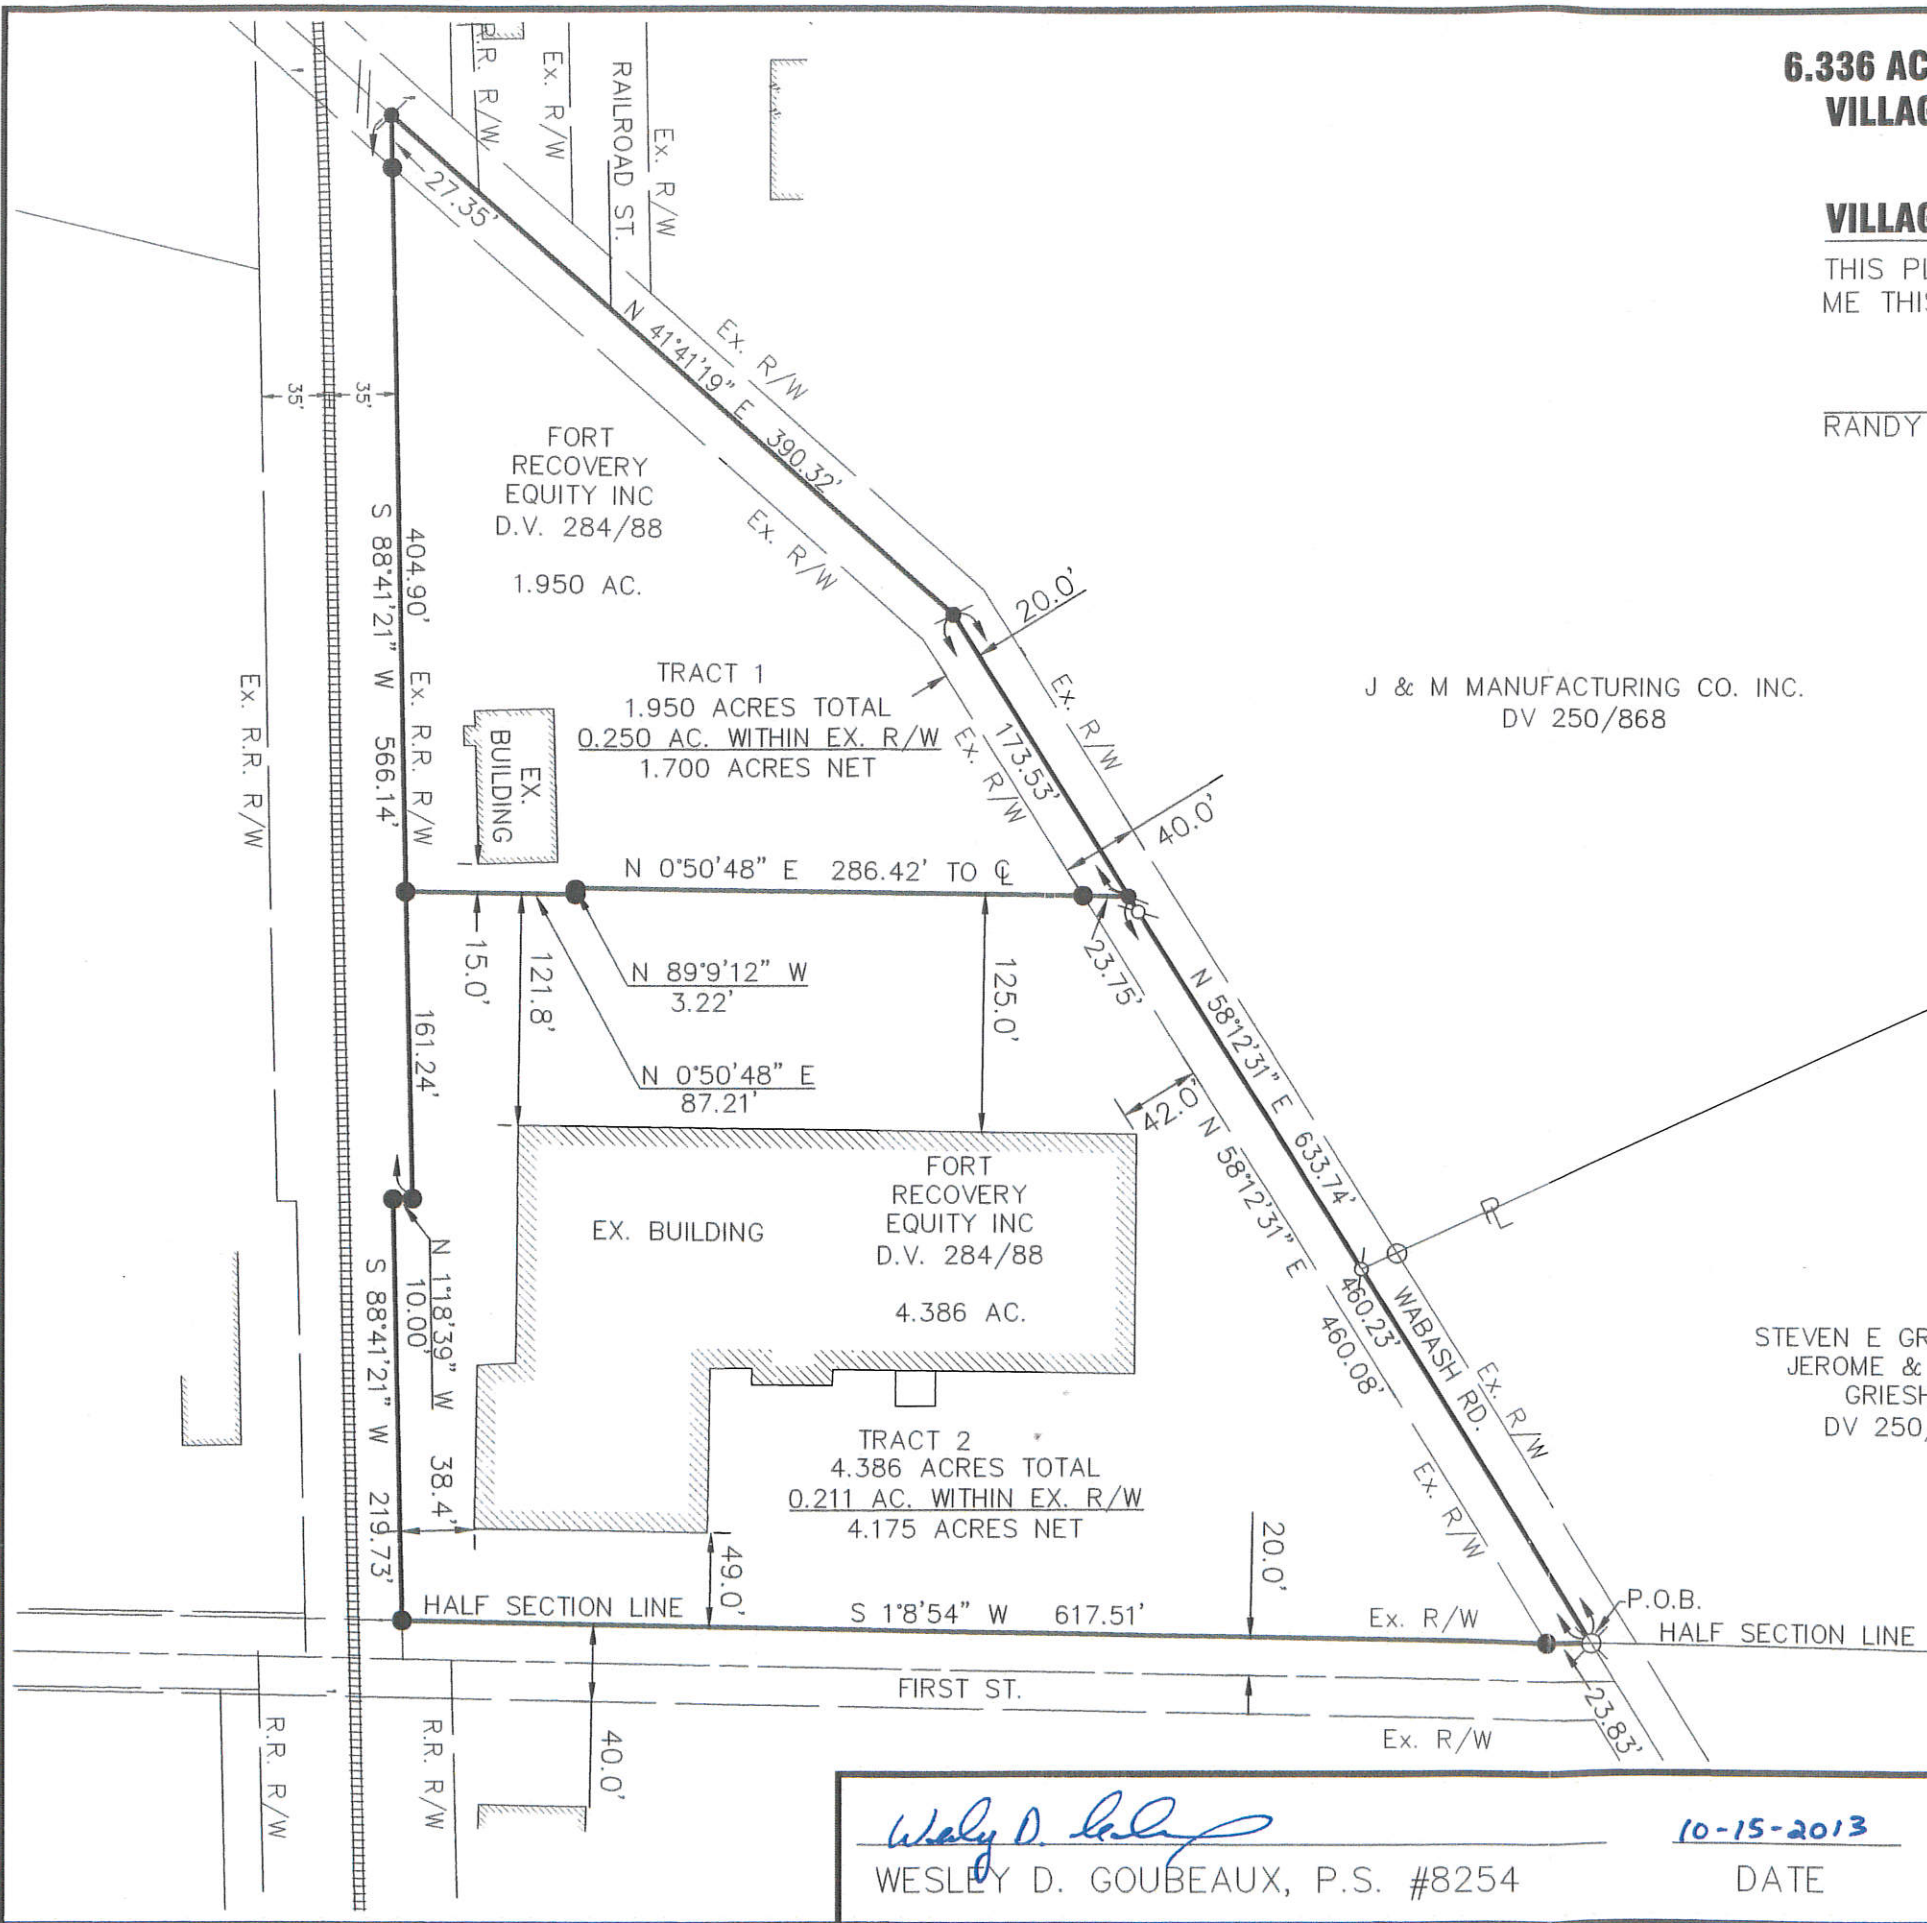 6.336 AC
VILLAG
VILLAG
THIS PL
ME THIS
RANDY
R.R. R/W
Ex. R/W
RAILROAD ST.
Ex. R/W
27.35'
N 41°41'19" E 390.32'
Ex. R/W
Ex. R/W
35'
35'
FORT
RECOVERY
EQUITY INC
D.V. 284/88
1.950 AC.
404.90' Ex. R.R. R/W
S 88°41'21" W 566.14'
Ex. R.R. R/W
20.0'
TRACT 1
1.950 ACRES TOTAL
0.250 AC. WITHIN EX. R/W
1.700 ACRES NET
J & M MANUFACTURING CO. INC.
DV 250/868
Ex. R/W
173.53'
Ex. R/W
40.0'
EX.
BUILDING
N 0°50'48" E 286.42' TO ℄
15.0'
121.8'
N 89°9'12" W
3.22'
125.0'
23.75'
N 0°50'48" E
87.21'
161.24'
N 58°12'31" E 633.74'
42.0
N 58°12'31" E 460.08'
460.23'
WABASH RD.
Ex. R/W
Ex. R/W
EX. BUILDING
FORT
RECOVERY
EQUITY INC
D.V. 284/88
4.386 AC.
N 1°18'39" W
10.00'
38.4'
S 88°41'21" W 219.73'
STEVEN E GR
JEROME &
GRIESH
DV 250/
TRACT 2
4.386 ACRES TOTAL
0.211 AC. WITHIN EX. R/W
4.175 ACRES NET
49.0'
20.0'
HALF SECTION LINE
S 1°8'54" W 617.51'
Ex. R/W
P.O.B.
HALF SECTION LINE
FIRST ST.
23.83'
Ex. R/W
40.0'
R.R. R/W
R.R. R/W
10-15-2013
WESLEY D. GOUBEAUX, P.S. #8254
DATE